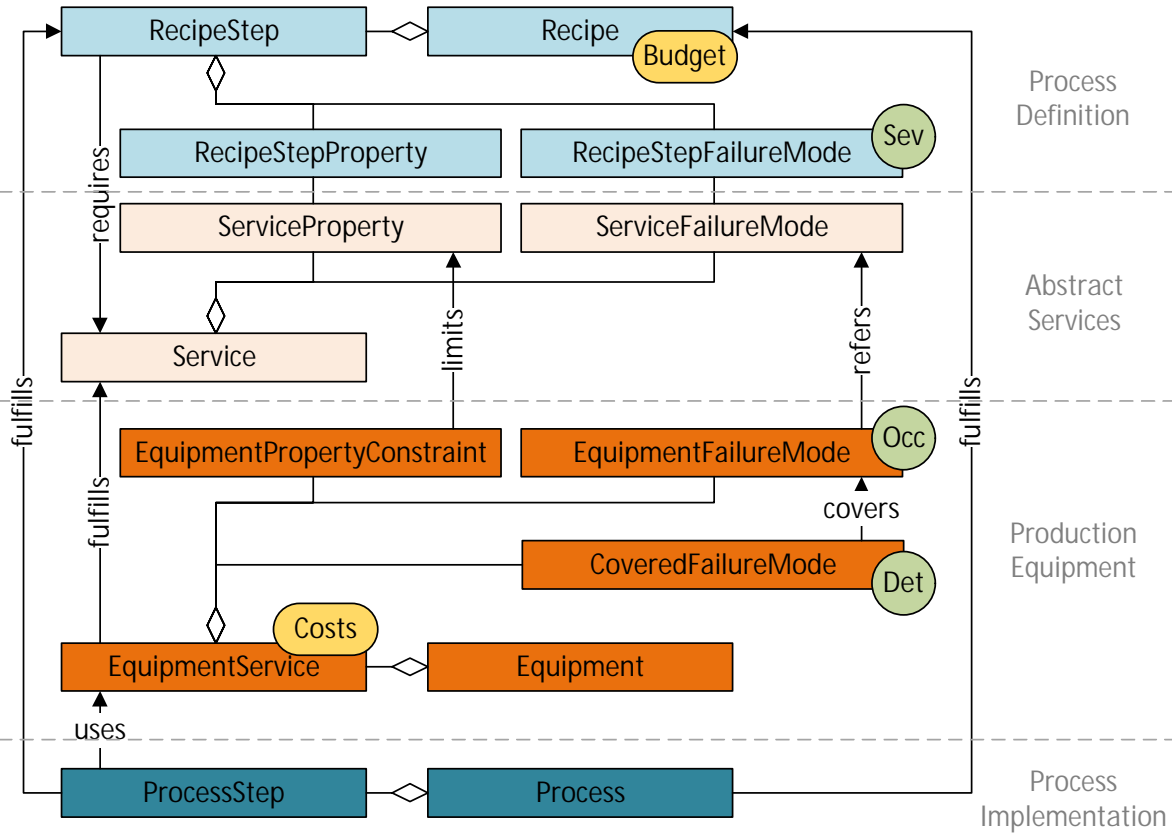 RecipeStep
Recipe
Budget
Process
Definition
RecipeStepProperty
RecipeStepFailureMode
Sev
requires
ServiceProperty
ServiceFailureMode
Abstract
Services
limits
refers
Service
fulfills
fulfills
EquipmentPropertyConstraint
EquipmentFailureMode
Occ
fulfills
covers
Production
Equipment
CoveredFailureMode
Det
Costs
EquipmentService
Equipment
uses
ProcessStep
Process
Process
Implementation